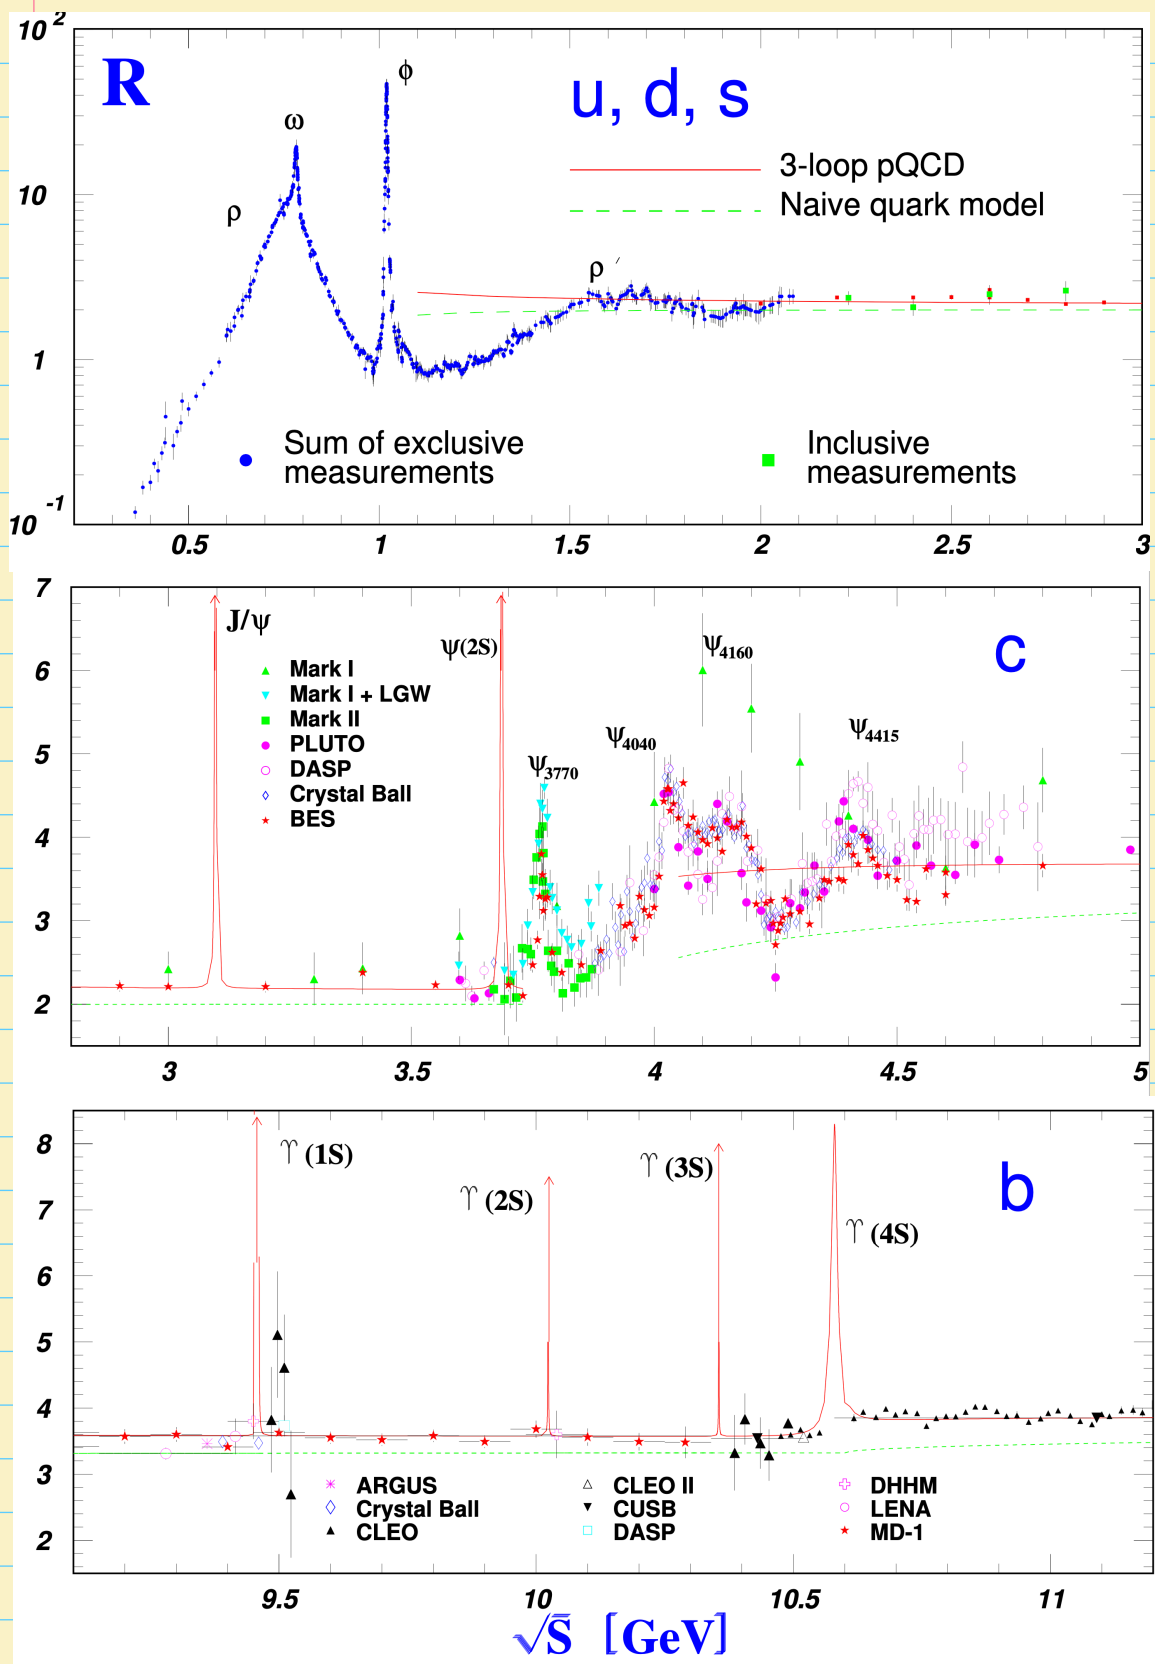 10 2
R
ϕ
u, d, s
ω
3-loop pQCD
10
Naive quark model
ρ
ρ ′
1
Sum of exclusive
measurements
Inclusive
measurements
10 -1
0.5 1 1.5 2 2.5 3
7
J/ψ
ψ(2S)
ψ4160
c
6
Mark I
Mark I + LGW
Mark II
PLUTO
DASP
Crystal Ball
BES
ψ4040
ψ4415
ψ3770
5
4
3
2
3 3.5 4 4.5 5
8
ϒ (1S)
ϒ (3S)
b
ϒ (2S)
7
ϒ (4S)
6
5
4
3
ARGUS
Crystal Ball
CLEO
CLEO II
CUSB
DASP
DHHM
LENA
MD-1
2
9.5 10 10.5 11
√S [GeV]